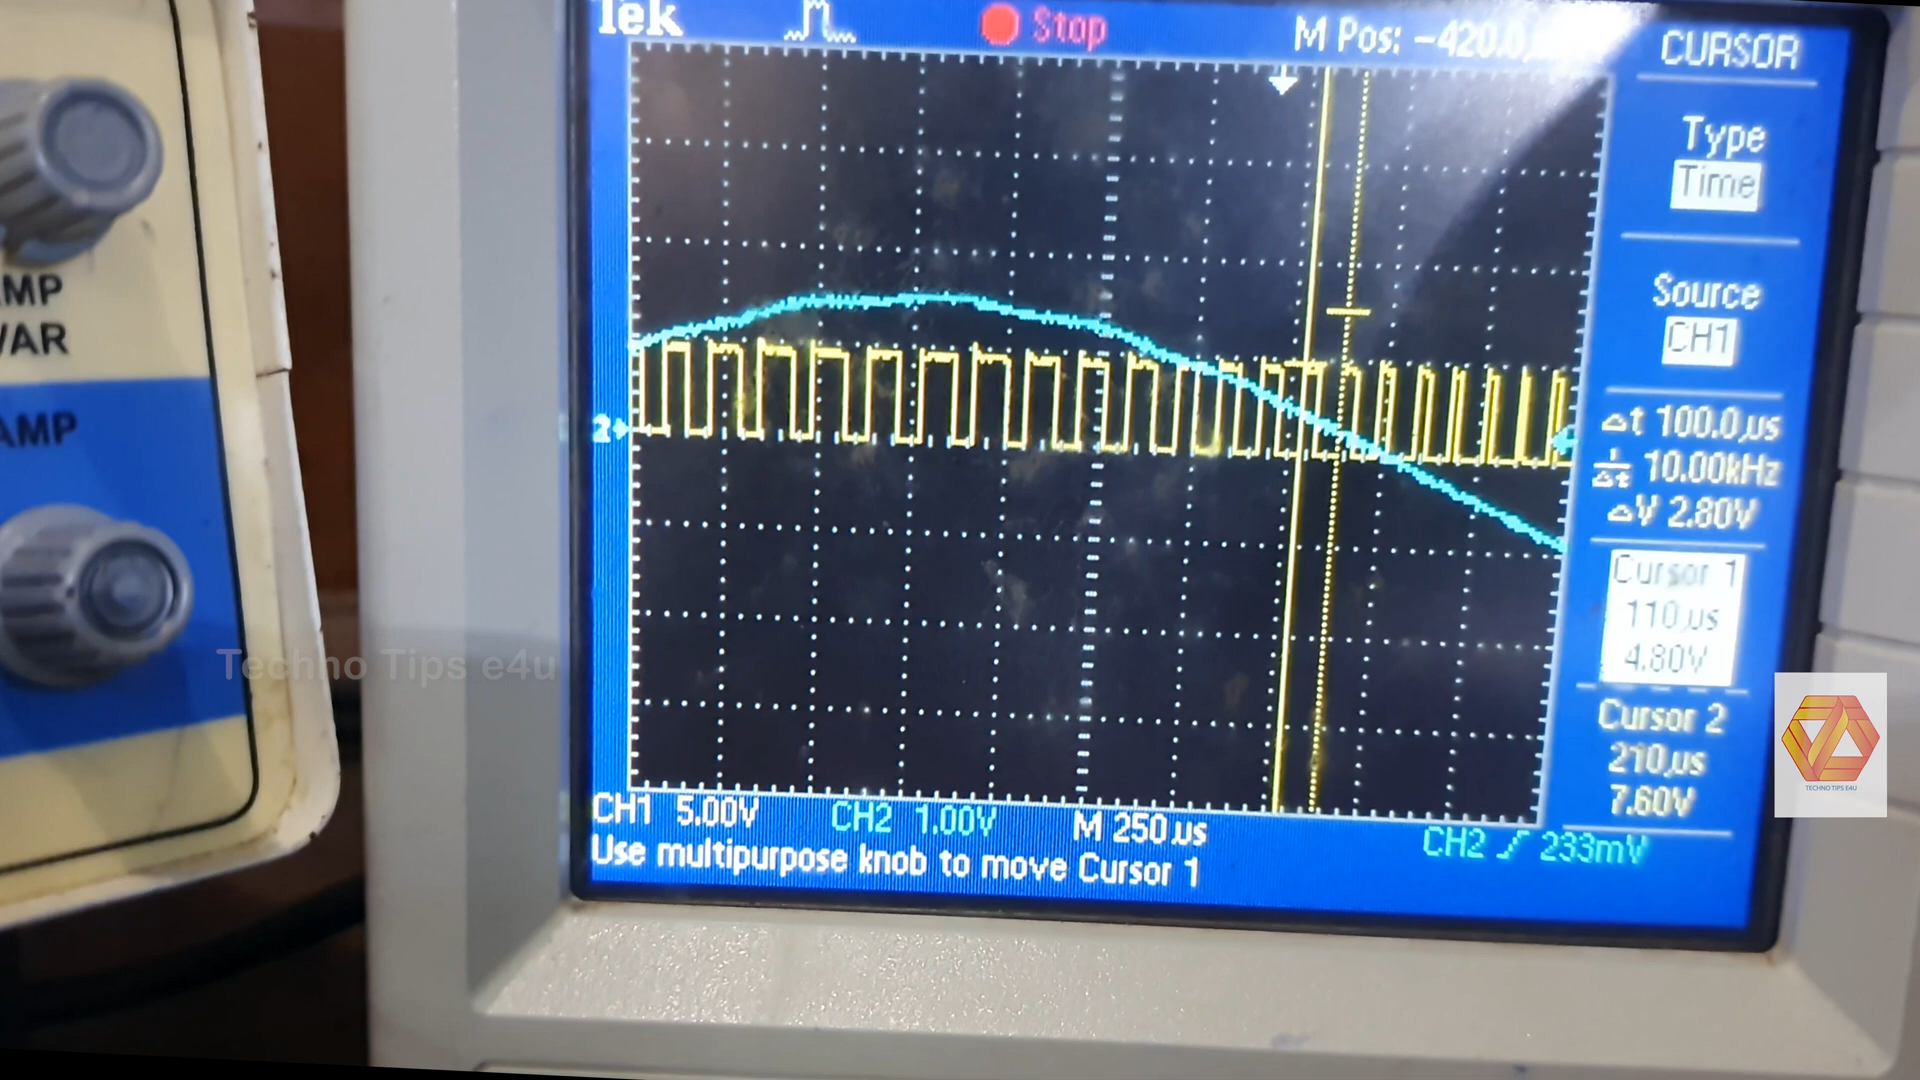 Tek
Stop
M Pos: -420.0
CURSOR
Type
Time
Source
CH1
Δt 100.0µs
1/Δt 10.00kHz
ΔV 2.80V
Cursor 1
110µs
4.80V
Cursor 2
210µs
7.60V
2
CH1 5.00V
CH2 1.00V
M 250µs
CH2 233mV
Use multipurpose knob to move Cursor 1
AMP
Techno Tips e4u
TECHNO TIPS E4U